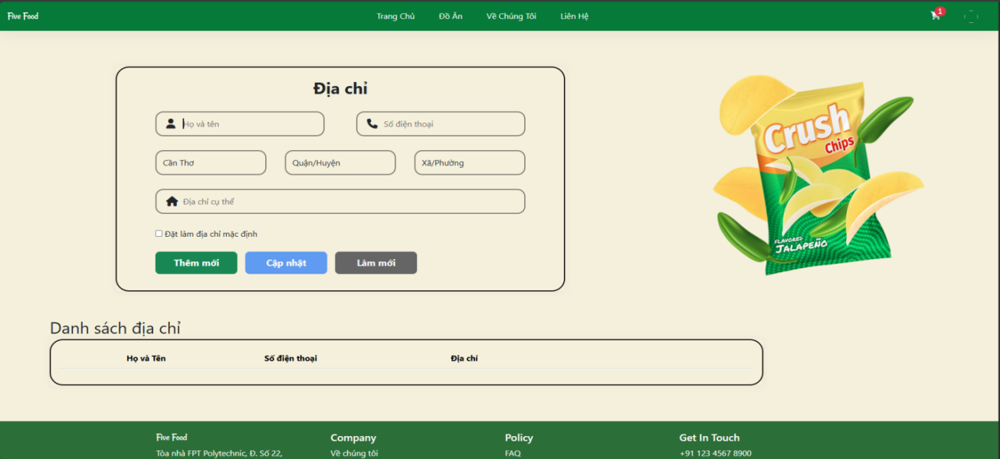 Five Food
Trang Chủ Đồ Ăn Về Chúng Tôi Liên Hệ
1
Địa chỉ
Họ và tên Số điện thoại
Cần Thơ Quận/Huyện Xã/Phường
Địa chỉ cụ thể
Đặt làm địa chỉ mặc định
Thêm mới Cập nhật Làm mới
Crush
Chips
FLAVORED
JALAPEÑO
Danh sách địa chỉ
Họ và Tên Số điện thoại Địa chỉ
Five Food Company Policy Get In Touch
Tòa nhà FPT Polytechnic, Đ. Số 22, Về chúng tôi FAQ +91 123 4567 8900